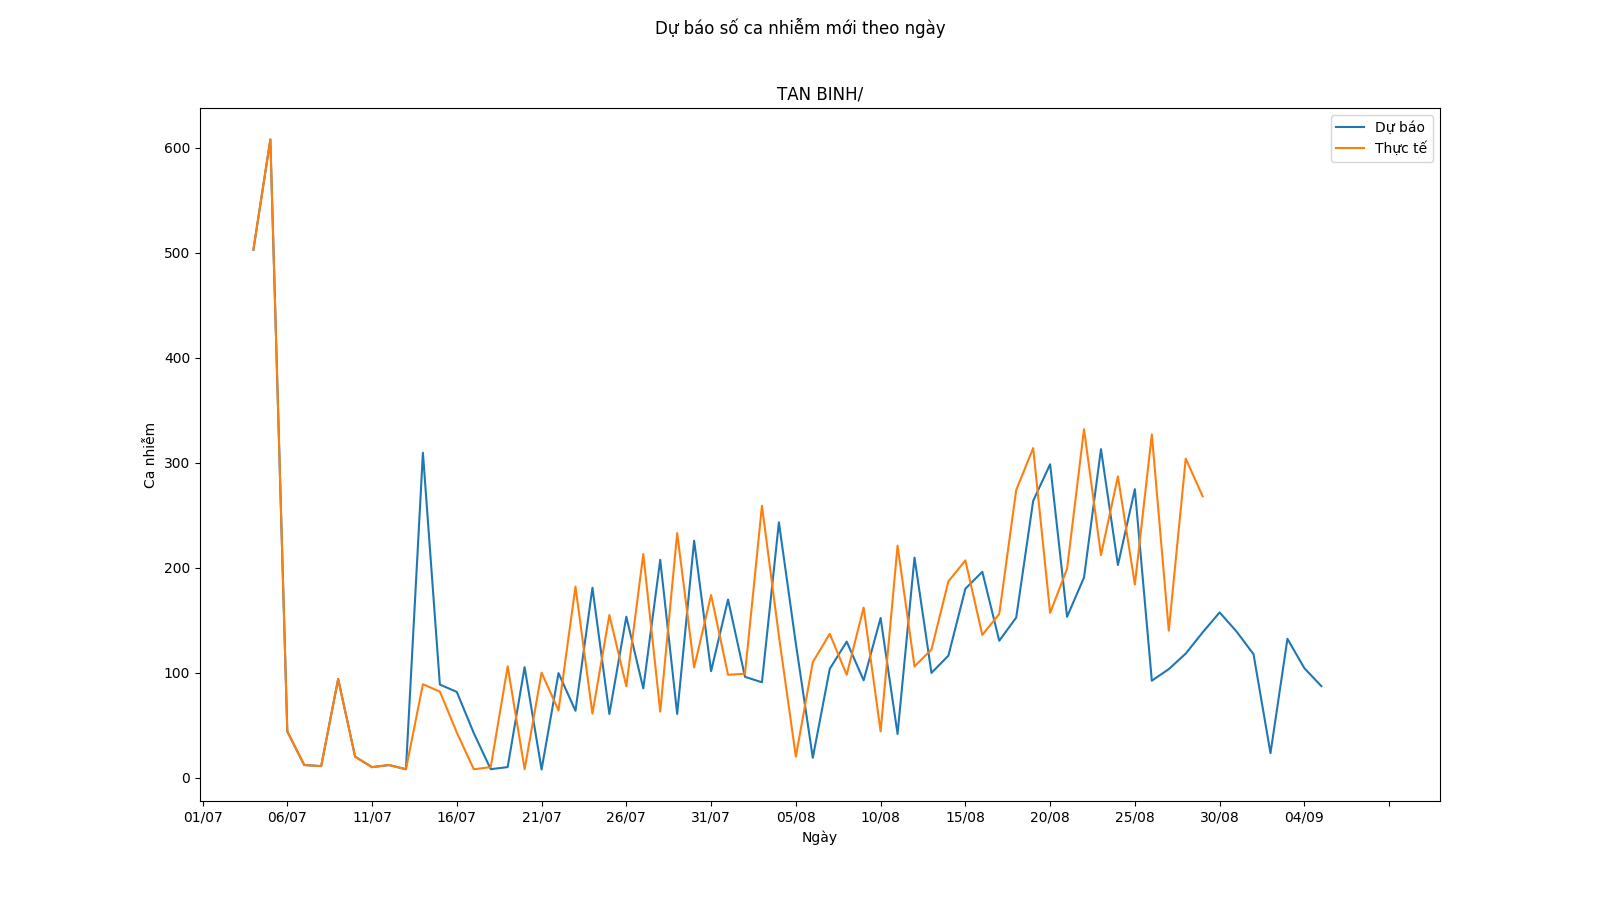 Dự báo số ca nhiễm mới theo ngày
TAN BINH/
Dự báo
Thực tế
600
500
400
300
200
100
0
Ca nhiễm
01/07 06/07 11/07 16/07 21/07 26/07 31/07 05/08 10/08 15/08 20/08 25/08 30/08 04/09
Ngày